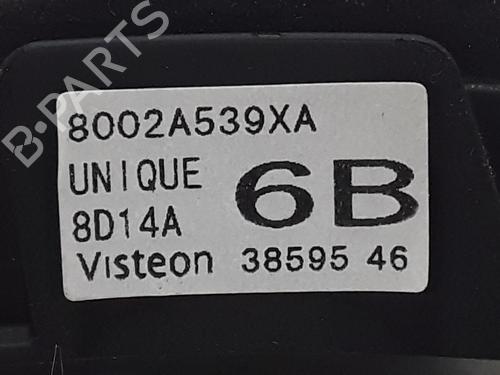 B-PARTS
8002A539XA
UNIQUE 6B
8D14A
Visteon 38595 46